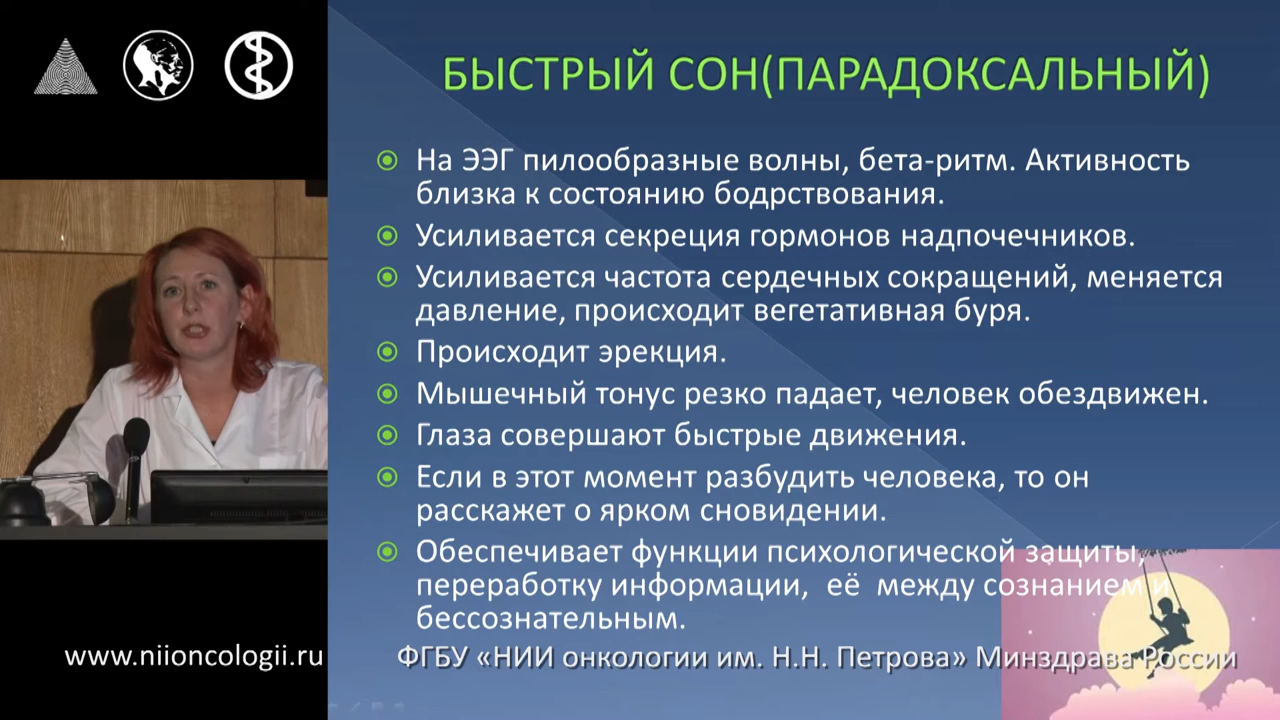 БЫСТРЫЙ СОН(ПАРАДОКСАЛЬНЫЙ)
На ЭЭГ пилообразные волны, бета-ритм. Активность
близка к состоянию бодрствования.
Усиливается секреция гормонов надпочечников.
Усиливается частота сердечных сокращений, меняется
давление, происходит вегетативная буря.
Происходит эрекция.
Мышечный тонус резко падает, человек обездвижен.
Глаза совершают быстрые движения.
Если в этот момент разбудить человека, то он
расскажет о ярком сновидении.
Обеспечивает функции психологической защиты,
переработку информации, её между сознанием и
бессознательным.
www.niioncologii.ru
ФГБУ «НИИ онкологии им. Н.Н. Петрова» Минздрава России